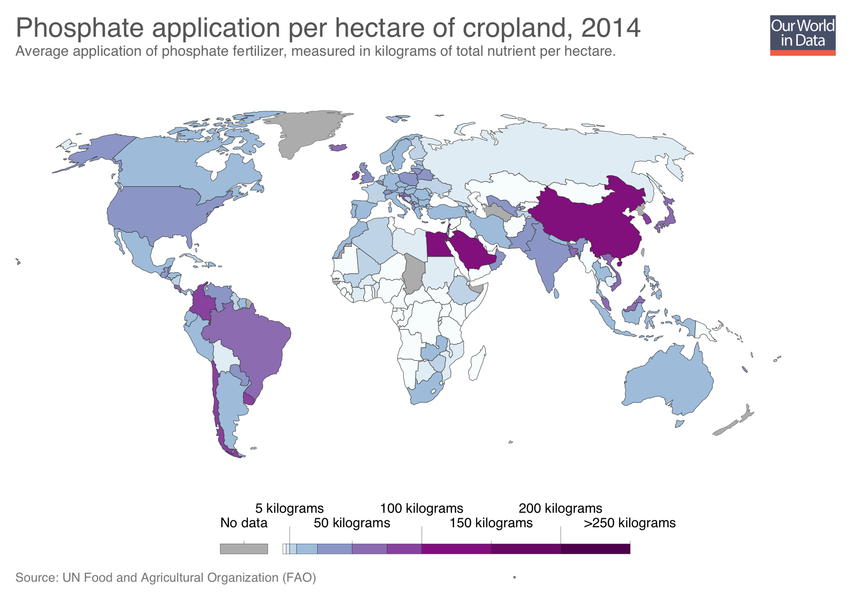 Phosphate application per hectare of cropland, 2014
Average application of phosphate fertilizer, measured in kilograms of total nutrient per hectare.
Our World
in Data
5 kilograms 100 kilograms 200 kilograms
No data 50 kilograms 150 kilograms >250 kilograms
Source: UN Food and Agricultural Organization (FAO)